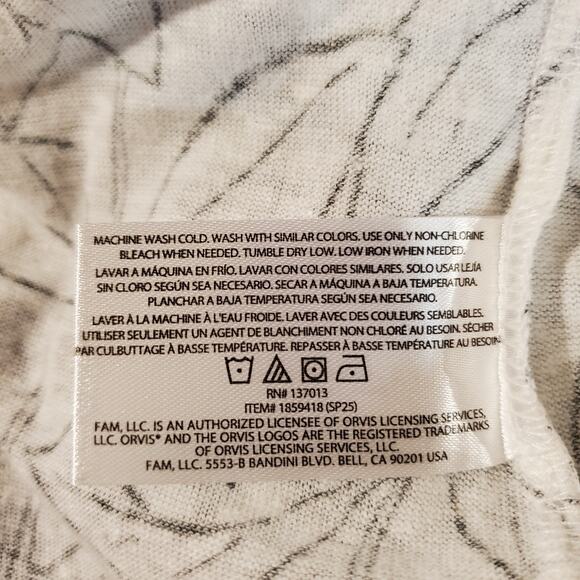 MACHINE WASH COLD. WASH WITH SIMILAR COLORS. USE ONLY NON-CHLORINE
BLEACH WHEN NEEDED. TUMBLE DRY LOW. LOW IRON WHEN NEEDED.
LAVAR A MÁQUINA EN FRÍO. LAVAR CON COLORES SIMILARES. SOLO USAR LEJÍA
SIN CLORO SEGÚN SEA NECESARIO. SECAR A MÁQUINA A BAJA TEMPERATURA.
PLANCHAR A BAJA TEMPERATURA SEGÚN SEA NECESARIO.
LAVER À LA MACHINE À L'EAU FROIDE. LAVER AVEC DES COULEURS SEMBLABLES.
UTILISER SEULEMENT UN AGENT DE BLANCHIMENT NON CHLORÉ AU BESOIN. SÉCHER
PAR CULBUTTAGE À BASSE TEMPÉRATURE. REPASSER À BASSE TEMPÉRATURE AU BESOIN
RN# 137013
ITEM# 1859418 (SP25)
FAM, LLC. IS AN AUTHORIZED LICENSEE OF ORVIS LICENSING SERVICES,
LLC. ORVIS® AND THE ORVIS LOGOS ARE THE REGISTERED TRADEMARKS
OF ORVIS LICENSING SERVICES, LLC.
FAM, LLC. 5553-B BANDINI BLVD. BELL, CA 90201 USA